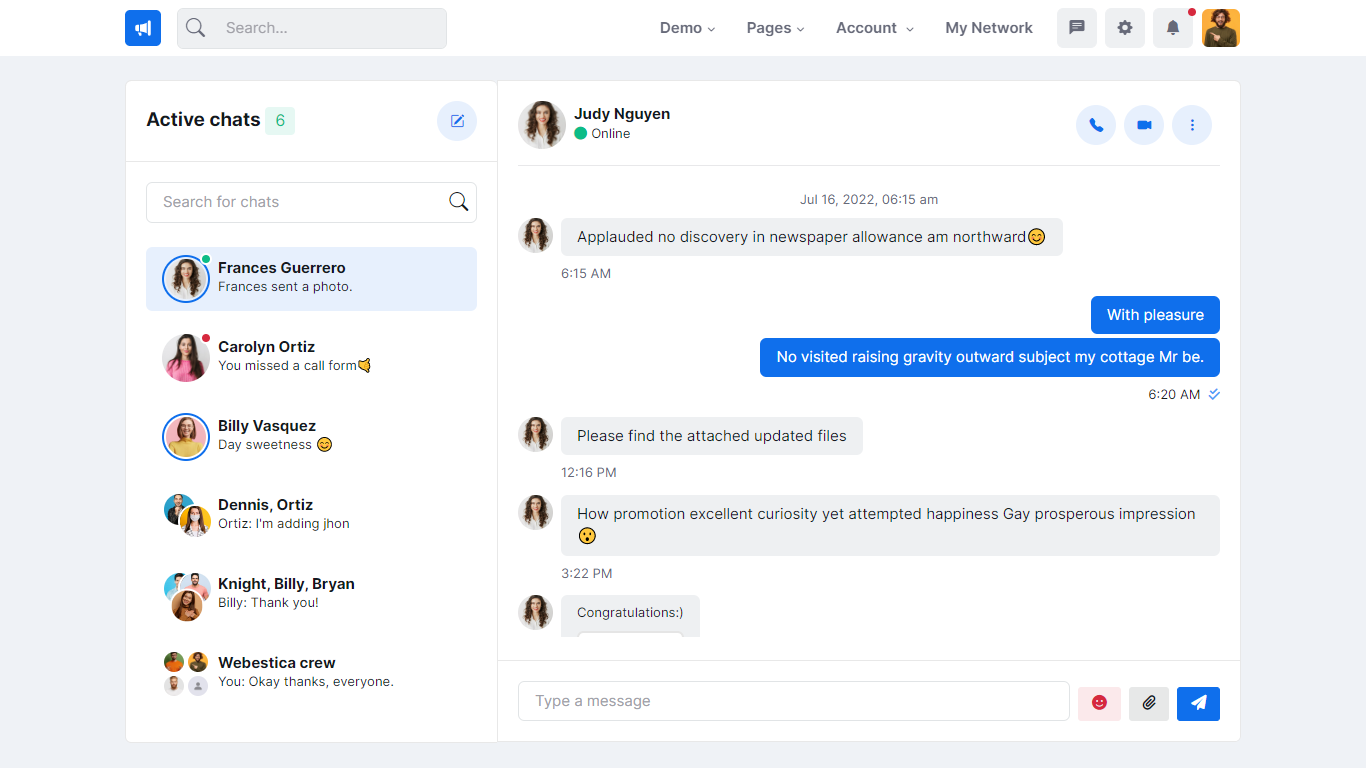 Search...
Demo
Pages
Account
My Network
Active chats 6
Search for chats
Frances Guerrero
Frances sent a photo.
Carolyn Ortiz
You missed a call form🤙
Billy Vasquez
Day sweetness 😊
Dennis, Ortiz
Ortiz: I'm adding jhon
Knight, Billy, Bryan
Billy: Thank you!
Webestica crew
You: Okay thanks, everyone.
Judy Nguyen
Online
Jul 16, 2022, 06:15 am
Applauded no discovery in newspaper allowance am northward😊
6:15 AM
With pleasure
No visited raising gravity outward subject my cottage Mr be.
6:20 AM
Please find the attached updated files
12:16 PM
How promotion excellent curiosity yet attempted happiness Gay prosperous impression
😮
3:22 PM
Congratulations:)
Type a message